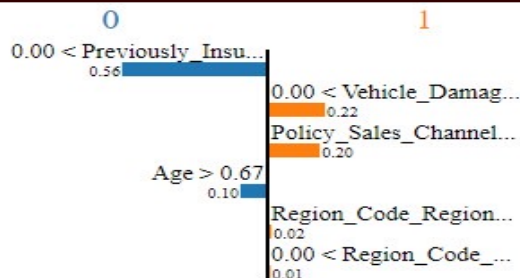 0 1
0.00 < Previously_Insu...
0.56
0.00 < Vehicle_Damag...
0.22
Policy_Sales_Channel...
0.20
Age > 0.67
0.10
Region_Code_Region...
0.02
0.00 < Region_Code_...
0.01